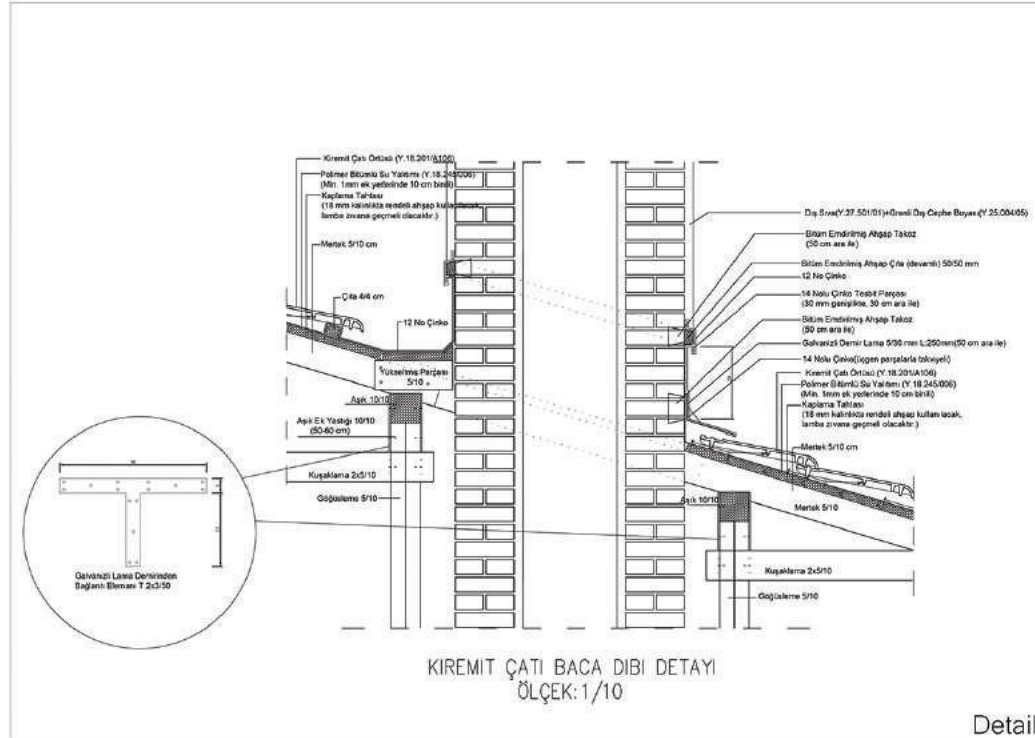 Kiremit Çatı Örtüsü (Y.18.201/A106)
Polimer Bitümlü Su Yalıtımı (Y.18.245/006)
(Min. 1mm ek yerlerinde 10 cm binili)
Kaplama Tahtası
(18 mm kalınlıkta rendeli ahşap kullanılacak,
lamba zıvana geçmeli olacaktır.)
Mertek 5/10 cm
Çıta 4/4 cm
12 No Çinko
Yükseltmiş Parçası
5/10
Aşık 10/10
Aşık Ek Yastığı 10/10
(50-60 cm)
Kuşaklama 2x5/10
Göğüsleme 5/10
Galvanizli Lama Demirinden
Bağlantı Elemanı T 2x3/50
Dış Sıva(Y.27.501/01)+Grenli Dış Cephe Boyası(Y.25.004/05)
Bitüm Emdirilmiş Ahşap Takoz
(50 cm ara ile)
Bitüm Emdirilmiş Ahşap Çıta (devamlı) 50/50 mm
12 No Çinko
14 Nolu Çinko Tesbit Parçası
(30 mm genişlikte, 30 cm ara ile)
Bitüm Emdirilmiş Ahşap Takoz
(50 cm ara ile)
Galvanizli Demir Lama 5/30 mm L:250mm(50 cm ara ile)
14 Nolu Çinko(üçgen parçalarla takviyeli)
Kiremit Çatı Örtüsü (Y.18.201/A106)
Polimer Bitümlü Su Yalıtımı (Y.18.245/006)
(Min. 1mm ek yerlerinde 10 cm binili)
Kaplama Tahtası
(18 mm kalınlıkta rendeli ahşap kullanılacak,
lamba zıvana geçmeli olacaktır.)
Mertek 5/10 cm
Aşık 10/10
Mertek 5/10
Kuşaklama 2x5/10
Göğüsleme 5/10
KIREMIT ÇATI BACA DIBI DETAYI
ÖLÇEK:1/10
Detail